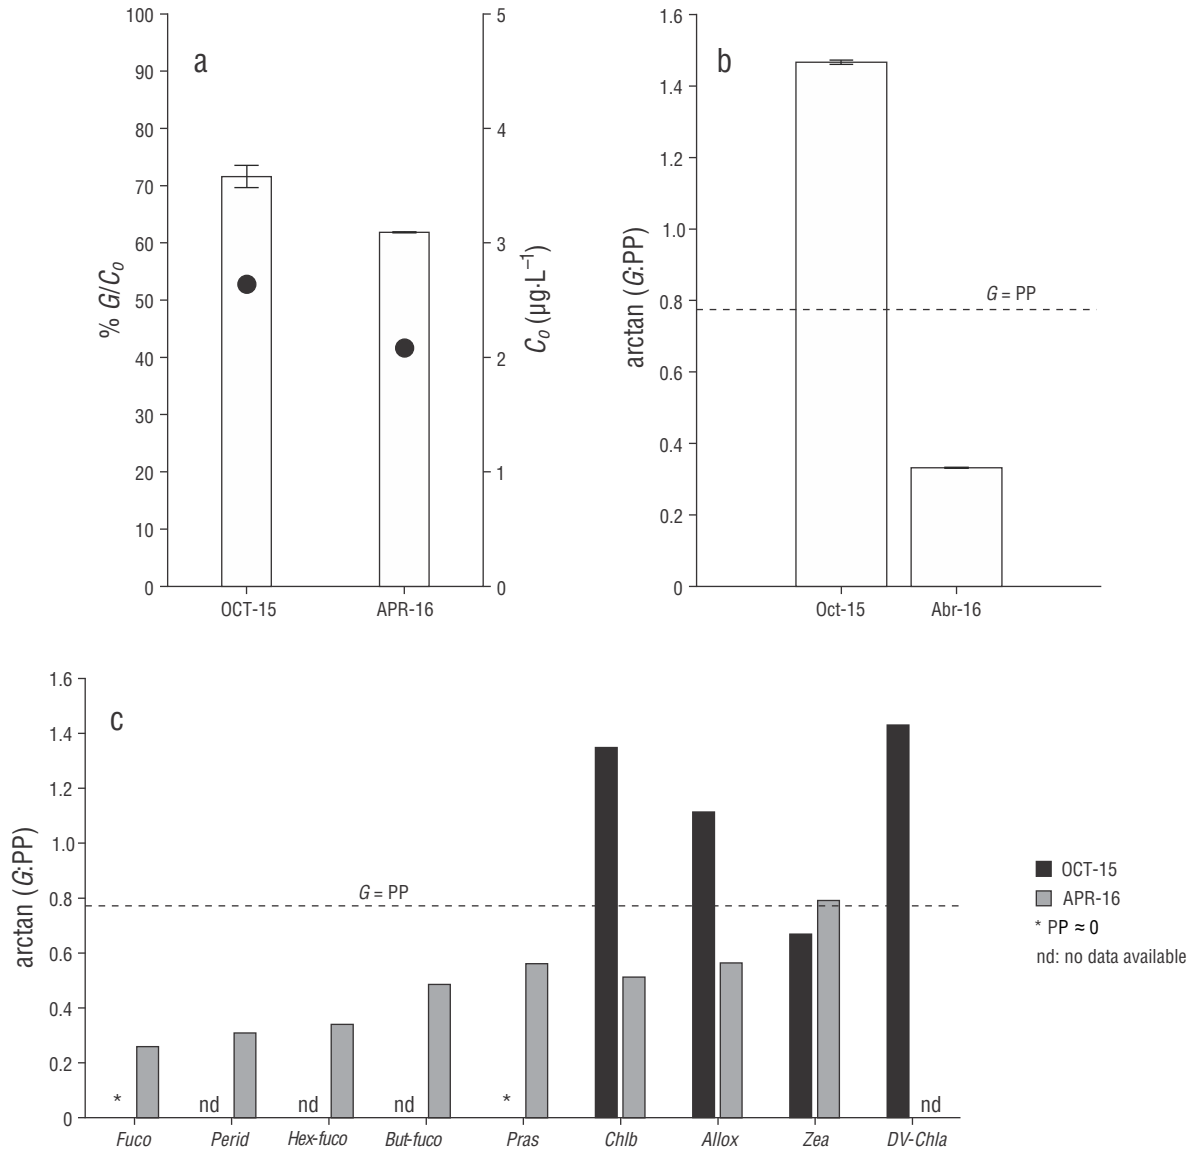 a
% G/C₀
100
90
80
70
60
50
40
30
20
10
0
5
4
3
2
1
0
C₀ (µg·L⁻¹)
OCT-15 APR-16
b
arctan (G:PP)
1.6
1.4
1.2
1.0
0.8
0.6
0.4
0.2
0
G = PP
Oct-15 Abr-16
c
arctan (G:PP)
1.6
1.4
1.2
1.0
0.8
0.6
0.4
0.2
0
G = PP
* nd nd nd * nd
Fuco Perid Hex-fuco But-fuco Pras Chlb Allox Zea DV-Chla
OCT-15
APR-16
* PP ≈ 0
nd: no data available